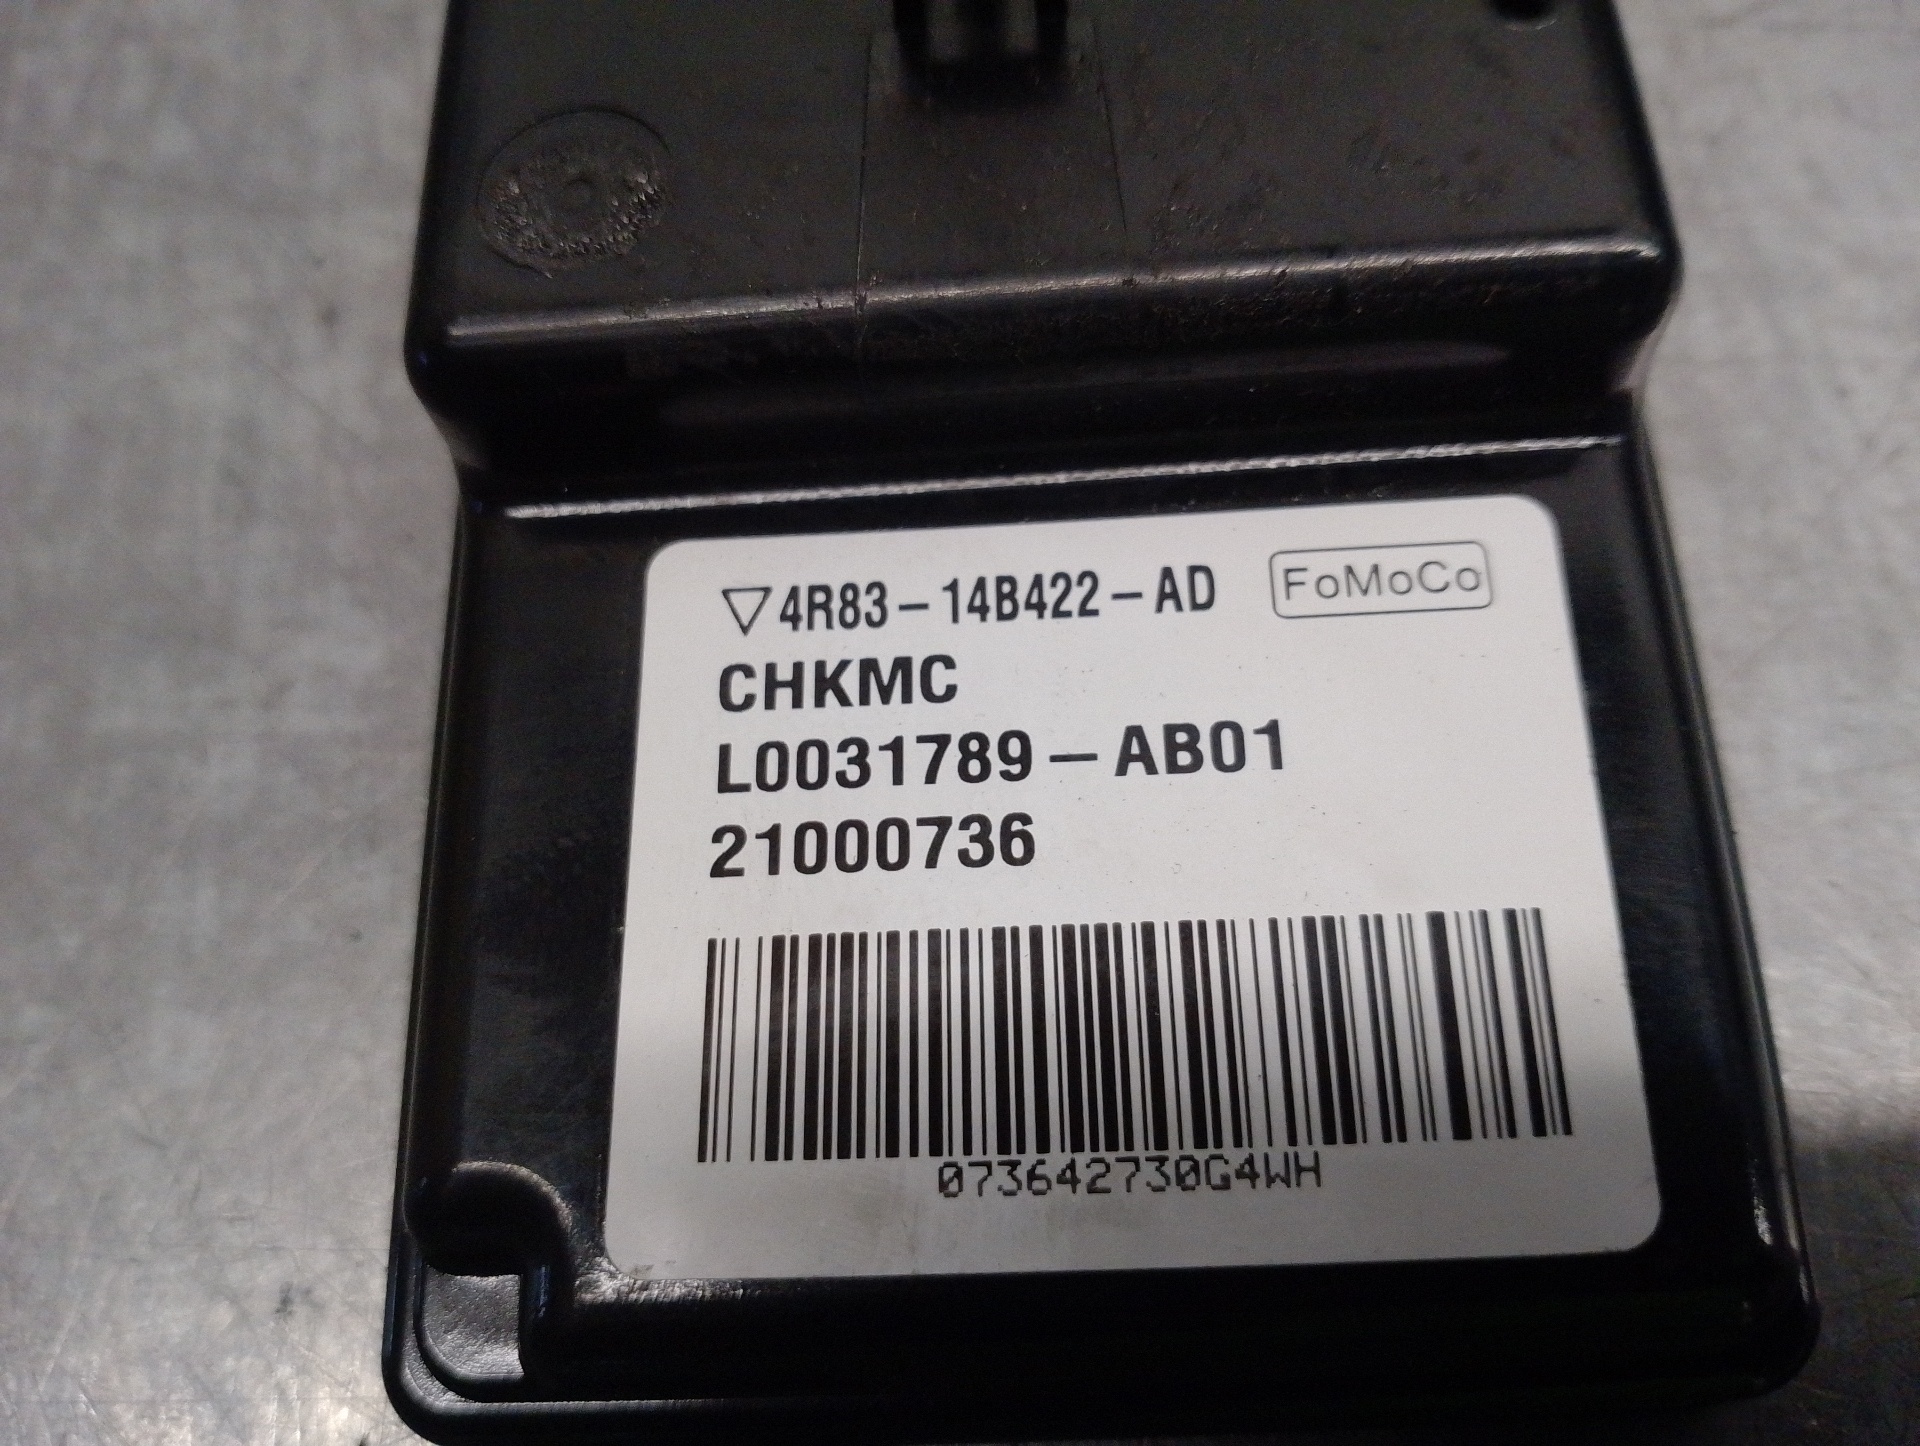 ▽4R83-14B422-AD FoMoCo
CHKMC
L0031789-AB01
21000736
073642730G4WH